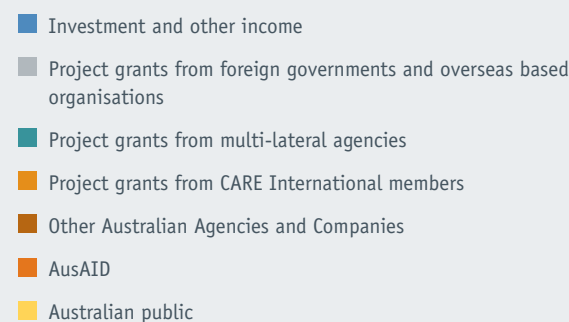 Investment and other income
Project grants from foreign governments and overseas based
organisations
Project grants from multi-lateral agencies
Project grants from CARE International members
Other Australian Agencies and Companies
AusAID
Australian public